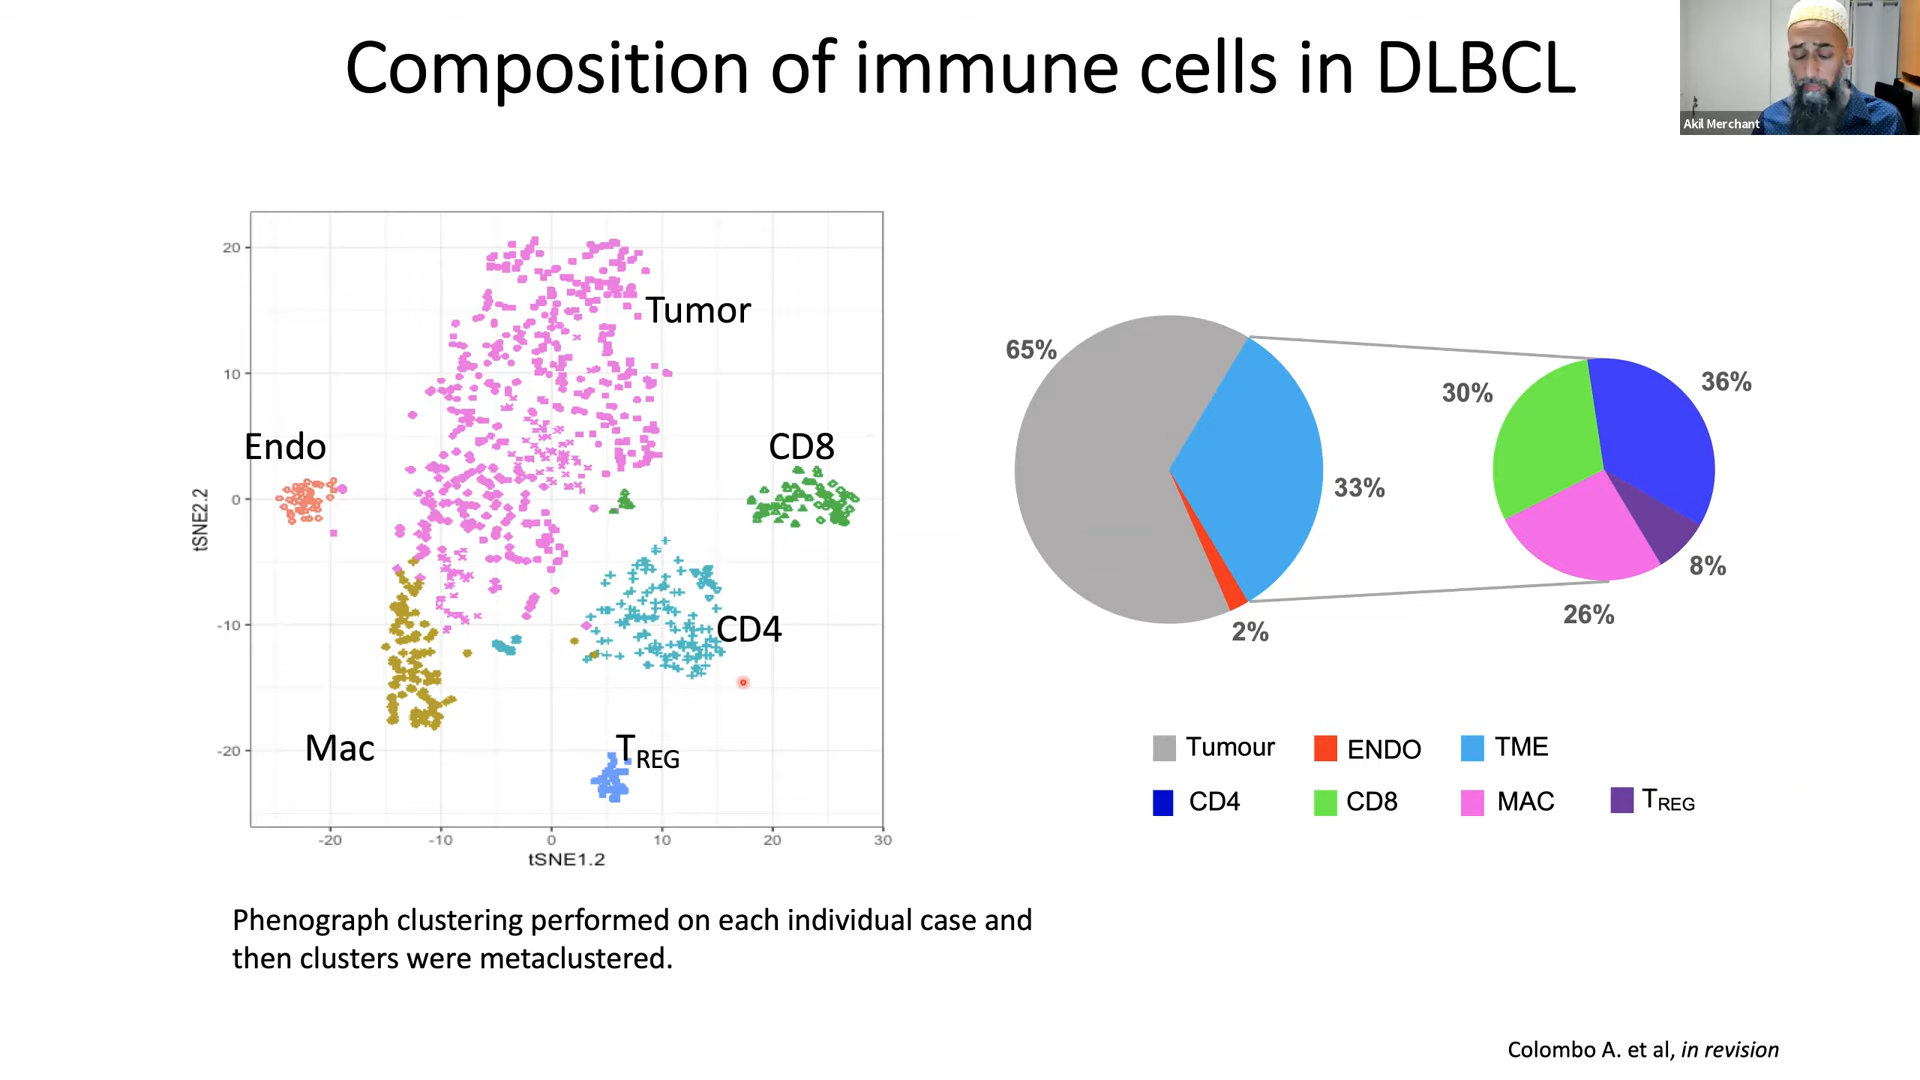 Composition of immune cells in DLBCL
Akil Merchant
Tumor
Endo
CD8
CD4
Mac
TREG
20
10
0
-10
-20
tSNE2.2
-20
-10
0
10
20
30
tSNE1.2
65%
33%
2%
30%
36%
8%
26%
Tumour
ENDO
TME
CD4
CD8
MAC
TREG
Phenograph clustering performed on each individual case and
then clusters were metaclustered.
Colombo A. et al, in revision